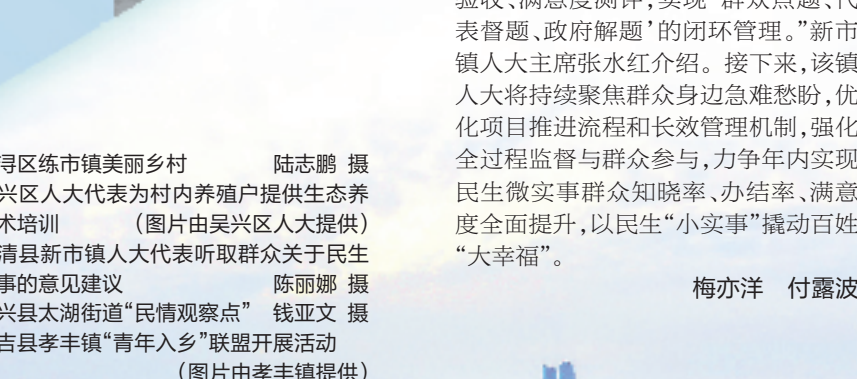 浔区练市镇美丽乡村 陆志鹏 摄
兴区人大代表为村内养殖户提供生态养
术培训 （图片由吴兴区人大提供）
清县新市镇人大代表听取群众关于民生
事的意见建议 陈丽娜 摄
兴县太湖街道“民情观察点” 钱亚文 摄
吉县孝丰镇“青年入乡”联盟开展活动
（图片由孝丰镇提供）
验收、满意度测评，实现‘群众点题、代
表督题、政府解题’的闭环管理。”新市
镇人大主席张水红介绍。接下来，该镇
人大将持续聚焦群众身边急难愁盼，优
化项目推进流程和长效管理机制，强化
全过程监督与群众参与，力争年内实现
民生微实事群众知晓率、办结率、满意
度全面提升，以民生“小实事”撬动百姓
“大幸福”。
梅亦洋 付露波